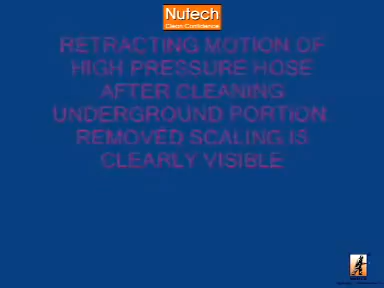 Nutech
Clean Confidence
RETRACTING MOTION OF
HIGH PRESSURE HOSE
AFTER CLEANING
UNDERGROUND PORTION
REMOVED SCALING IS
CLEARLY VISIBLE